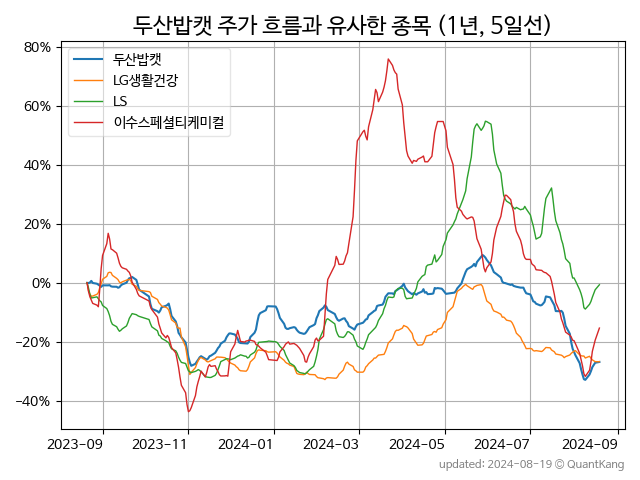 두산밥캣 주가 흐름과 유사한 종목 (1년, 5일선)
80%
60%
40%
20%
0%
−20%
−40%
두산밥캣
LG생활건강
LS
이수스페셜티케미컬
2023−09
2023−11
2024−01
2024−03
2024−05
2024−07
2024−09
updated: 2024-08-19 © QuantKang